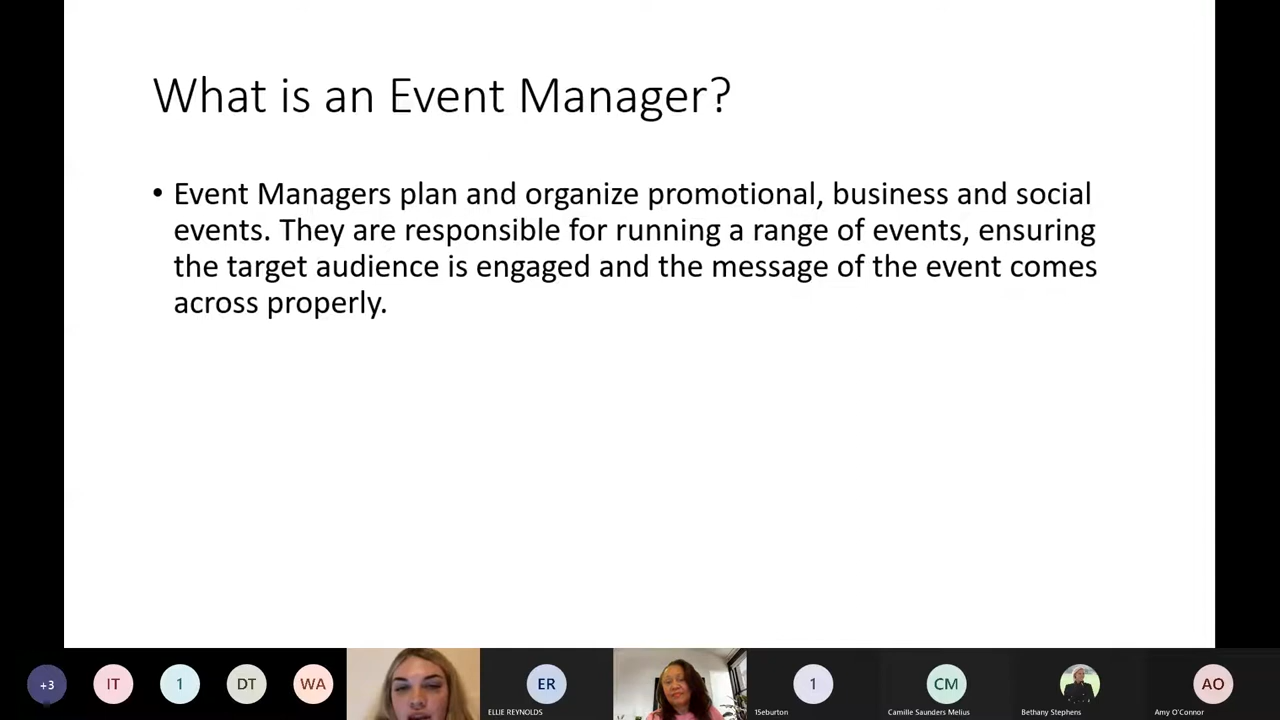 What is an Event Manager?
• Event Managers plan and organize promotional, business and social
events. They are responsible for running a range of events, ensuring
the target audience is engaged and the message of the event comes
across properly.
+3
IT
1
DT
WA
ER
ELLIE REYNOLDS
1
15eburton
CM
Camille Saunders Melius
Bethany Stephens
AO
Amy O'Connor